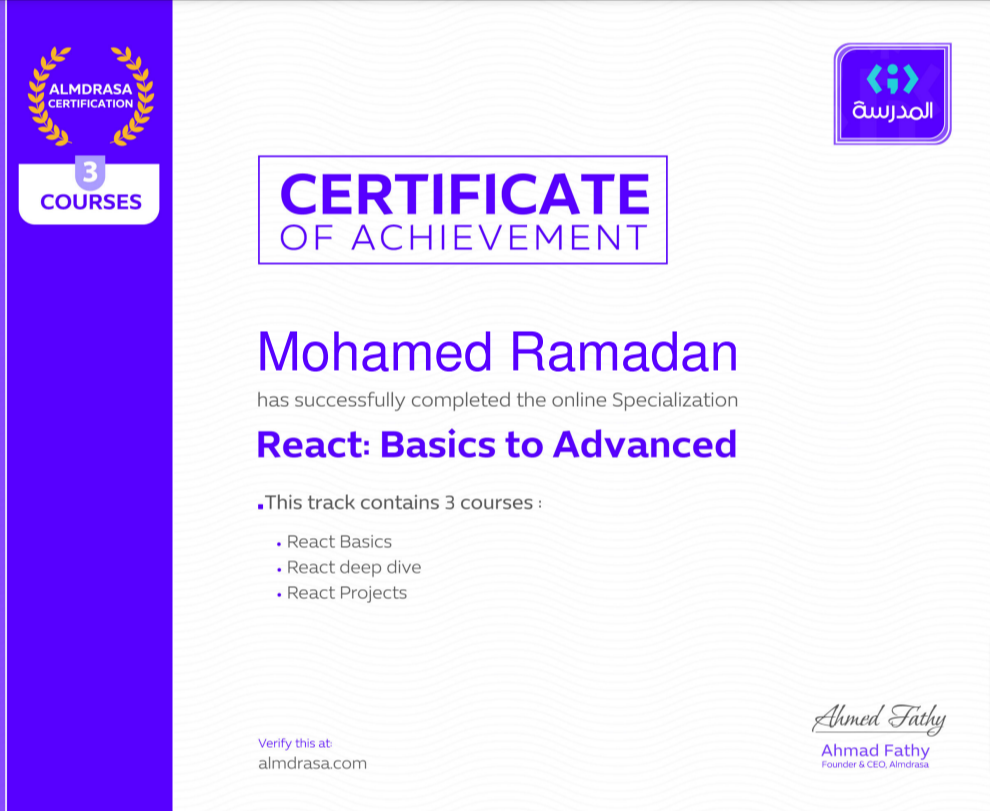 ALMDRASA
CERTIFICATION
3
COURSES
المدرسة
CERTIFICATE
OF ACHIEVEMENT
Mohamed Ramadan
has successfully completed the online Specialization
React: Basics to Advanced
This track contains 3 courses :
React Basics
React deep dive
React Projects
Verify this at:
almdrasa.com
Ahmed Fathy
Ahmad Fathy
Founder & CEO, Almdrasa